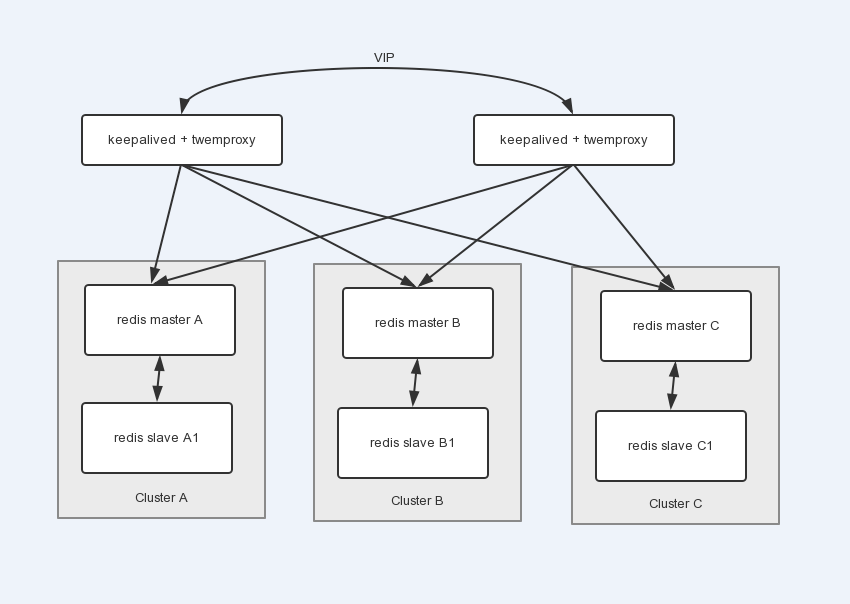 VIP
keepalived + twemproxy
keepalived + twemproxy
redis master A
redis master B
redis master C
redis slave A1
redis slave B1
redis slave C1
Cluster A
Cluster B
Cluster C